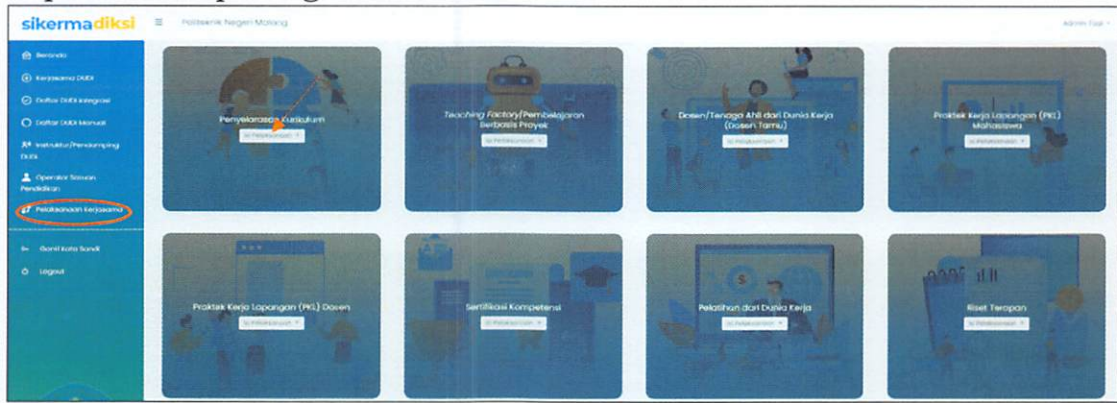 sikermadiksi
Politeknik Negeri Malang
Beranda
Kerjasama DUDI
Daftar DUDI Integrasi
Daftar DUDI Manual
Instruktur/Pendamping
DUDI
Operator Satuan
Pendidikan
Pelaksanaan Kerjasama
Ganti Kata Sandi
Logout
Penyelarasan Kurikulum
Isi Pelaksanaan
Teaching Factory/Pembelajaran
Berbasis Proyek
Isi Pelaksanaan
Dosen/Tenaga Ahli dari Dunia Kerja
(Dosen Tamu)
Isi Pelaksanaan
Praktek Kerja Lapangan (PKL)
Mahasiswa
Isi Pelaksanaan
Praktek Kerja Lapangan (PKL) Dosen
Isi Pelaksanaan
Sertifikasi Kompetensi
Isi Pelaksanaan
Pelatihan dari Dunia Kerja
Isi Pelaksanaan
Riset Terapan
Isi Pelaksanaan